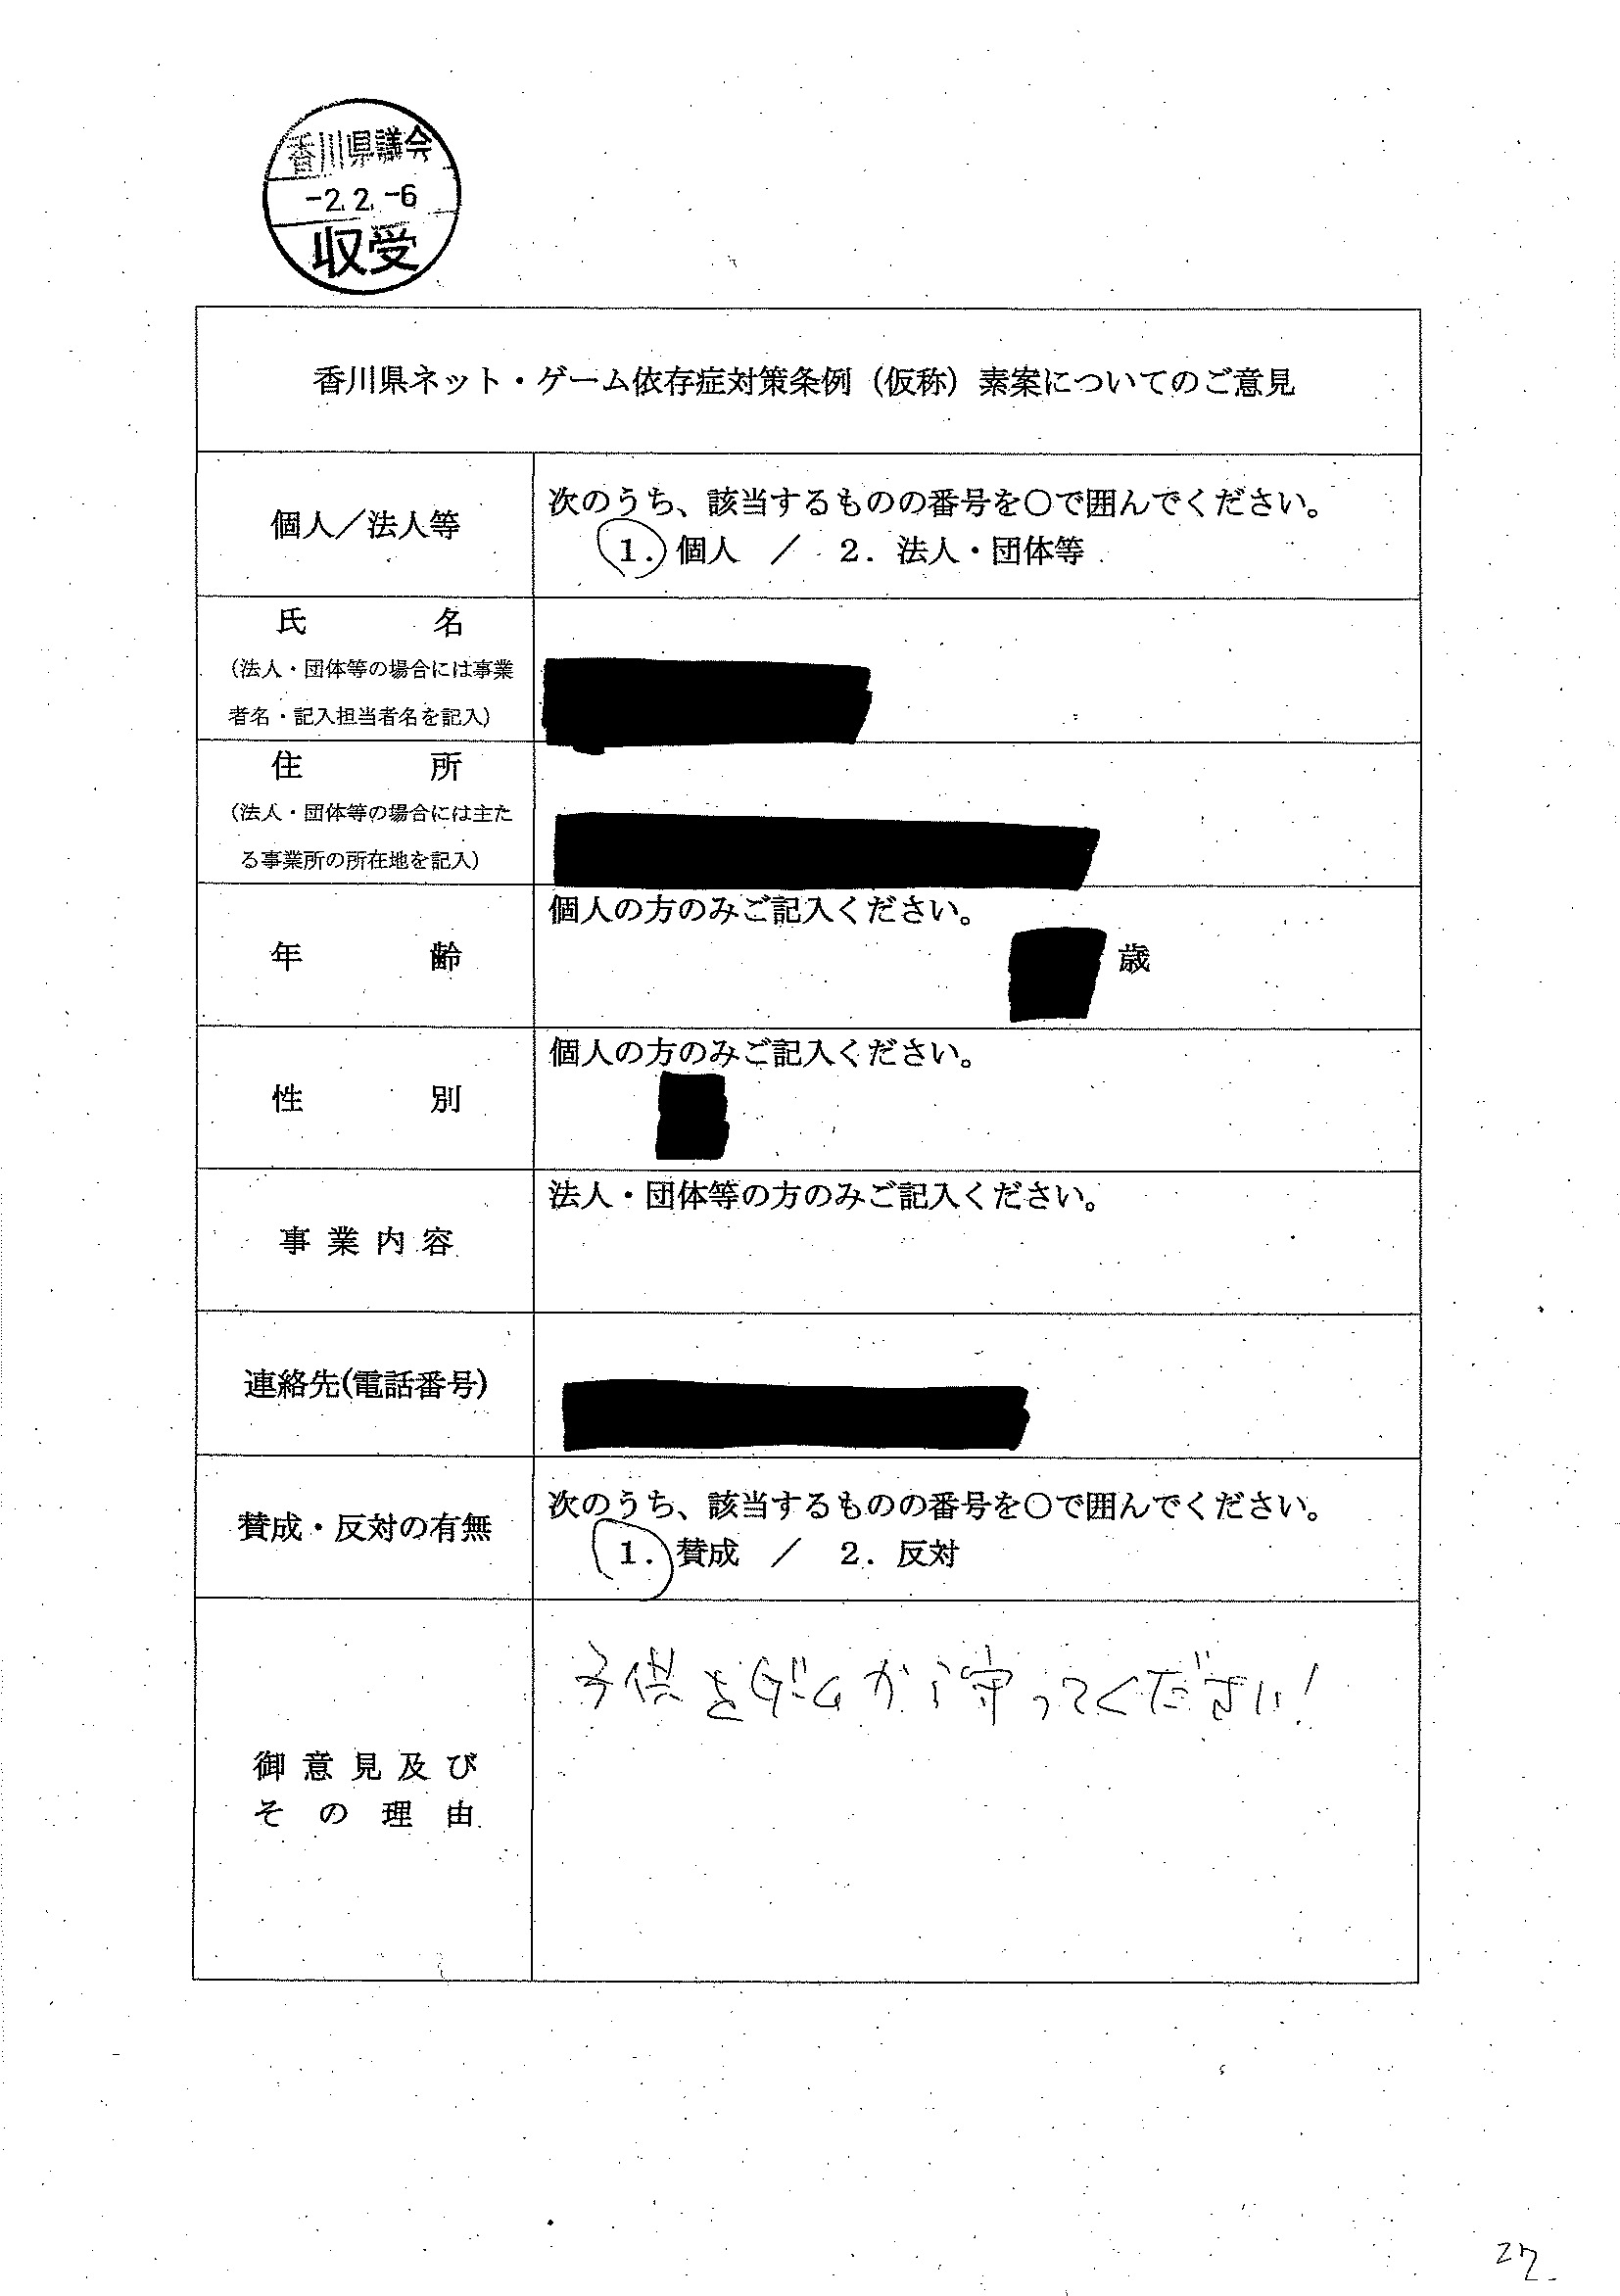 香川県議会
-2.2.-6
収受
香川県ネット・ゲーム依存症対策条例（仮称）素案についてのご意見
個人／法人等
次のうち、該当するものの番号を○で囲んでください。
1. 個人 ／ 2. 法人・団体等
氏 名
（法人・団体等の場合には事業
者名・記入担当者名を記入）
住 所
（法人・団体等の場合には主た
る事業所の所在地を記入）
年 齢
個人の方のみご記入ください。
歳
性 別
個人の方のみご記入ください。
事 業 内 容
法人・団体等の方のみご記入ください。
連絡先(電話番号)
賛成・反対の有無
次のうち、該当するものの番号を○で囲んでください。
1. 賛成 ／ 2. 反対
御 意 見 及 び
そ の 理 由
子供をゲームから守ってください!
27